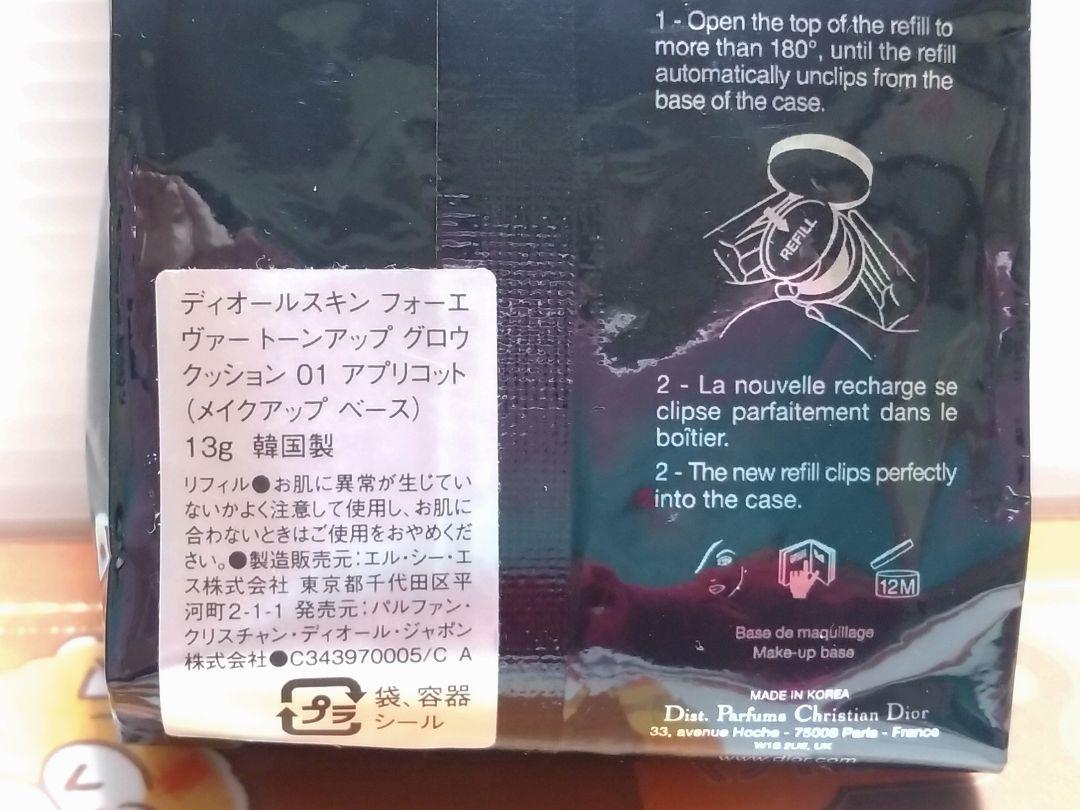 ディオールスキン フォーエ
ヴァー トーンアップ グロウ
クッション 01 アプリコット
（メイクアップ ベース）
13g 韓国製
リフィル●お肌に異常が生じてい
ないかよく注意して使用し、お肌に
合わないときはご使用をおやめくだ
さい。●製造販売元：エル・シー・エ
ス株式会社 東京都千代田区平
河町2-1-1 発売元：パルファン・
クリスチャン・ディオール・ジャポン
株式会社●C343970005/C A
プラ
袋、容器
シール
1 - Open the top of the refill to
more than 180°, until the refill
automatically unclips from the
base of the case.
REFILL
2 - La nouvelle recharge se
clipse parfaitement dans le
boîtier.
2 - The new refill clips perfectly
into the case.
12M
Base de maquillage
Make-up base
MADE IN KOREA
Dist. Parfums Christian Dior
33, avenue Hoche - 75008 Paris - France
W1S 2UE, UK
www.dior.com